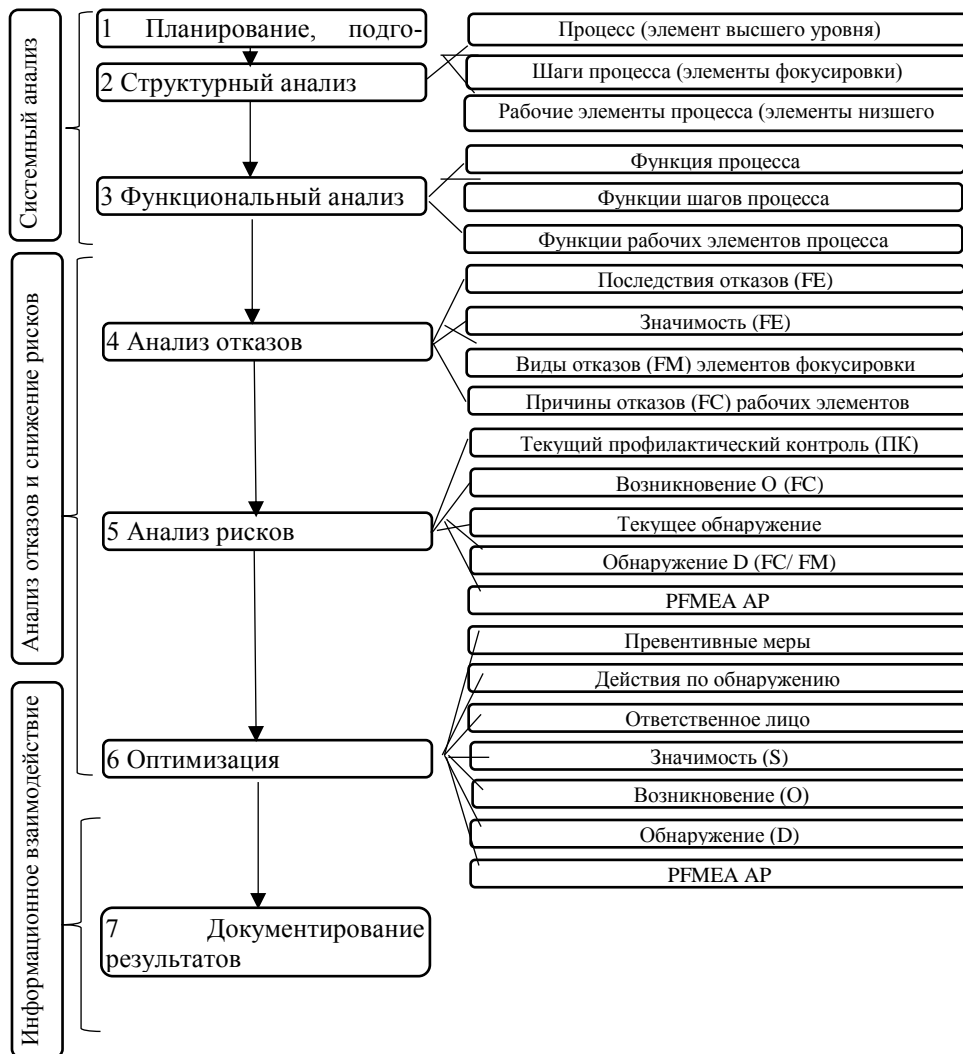 Системный анализ
1 Планирование, подго-
2 Структурный анализ
Процесс (элемент высшего уровня)
Шаги процесса (элементы фокусировки)
Рабочие элементы процесса (элементы низшего
3 Функциональный анализ
Функция процесса
Функции шагов процесса
Функции рабочих элементов процесса
Анализ отказов и снижение рисков
4 Анализ отказов
Последствия отказов (FE)
Значимость (FE)
Виды отказов (FM) элементов фокусировки
Причины отказов (FC) рабочих элементов
5 Анализ рисков
Текущий профилактический контроль (ПК)
Возникновение О (FC)
Текущее обнаружение
Обнаружение D (FC/ FM)
PFMEA AP
6 Оптимизация
Превентивные меры
Действия по обнаружению
Ответственное лицо
Значимость (S)
Возникновение (О)
Обнаружение (D)
PFMEA AP
Информационное взаимодействие
7 Документирование
результатов